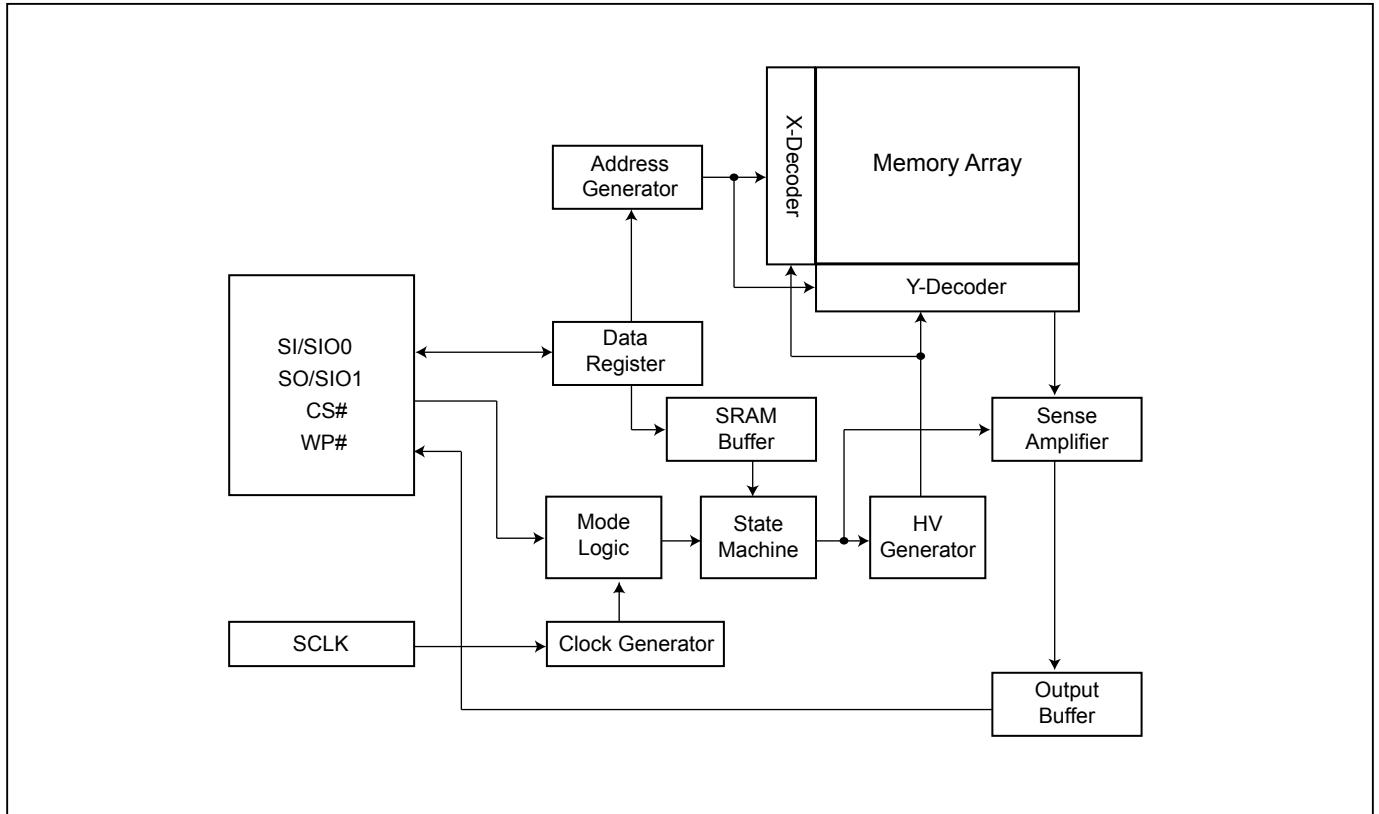 X-Decoder
Memory Array
Address
Generator
Y-Decoder
SI/SIO0
SO/SIO1
CS#
WP#
Data
Register
SRAM
Buffer
Sense
Amplifier
Mode
Logic
State
Machine
HV
Generator
SCLK
Clock Generator
Output
Buffer